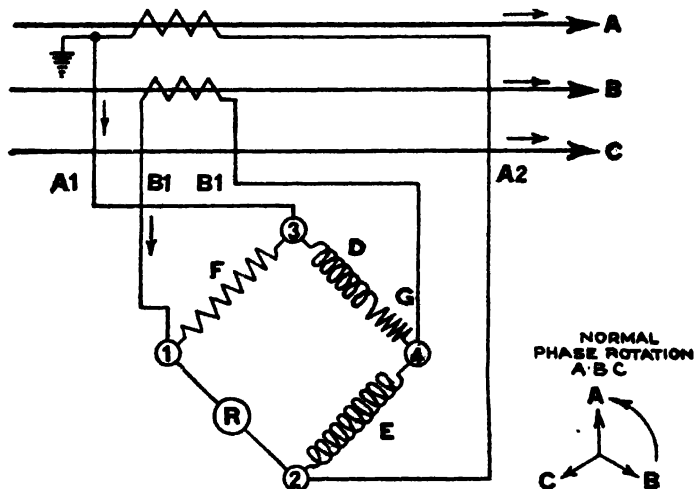 A
B
C
A1 B1 B1 A2
3
D
F
G
1
4
R
E
2
NORMAL
PHASE ROTATION
A·B C
A
C B